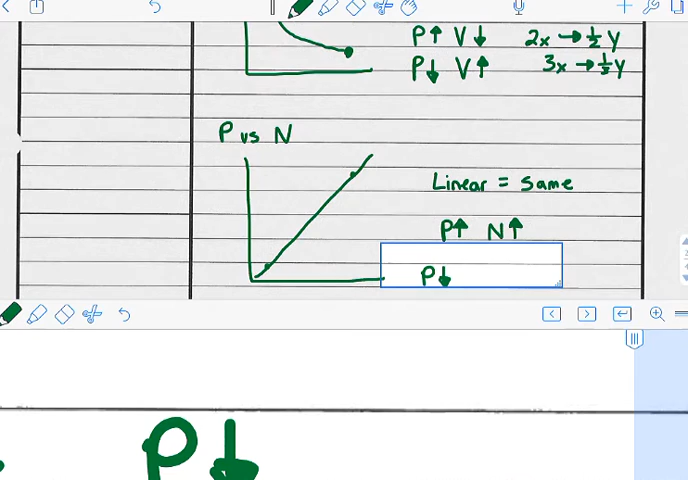 P↑ V↓ 2x → 1/2 y
P↓ V↑ 3x → 1/3 y
P vs N
Linear = Same
P↑ N↑
P↓
P↓